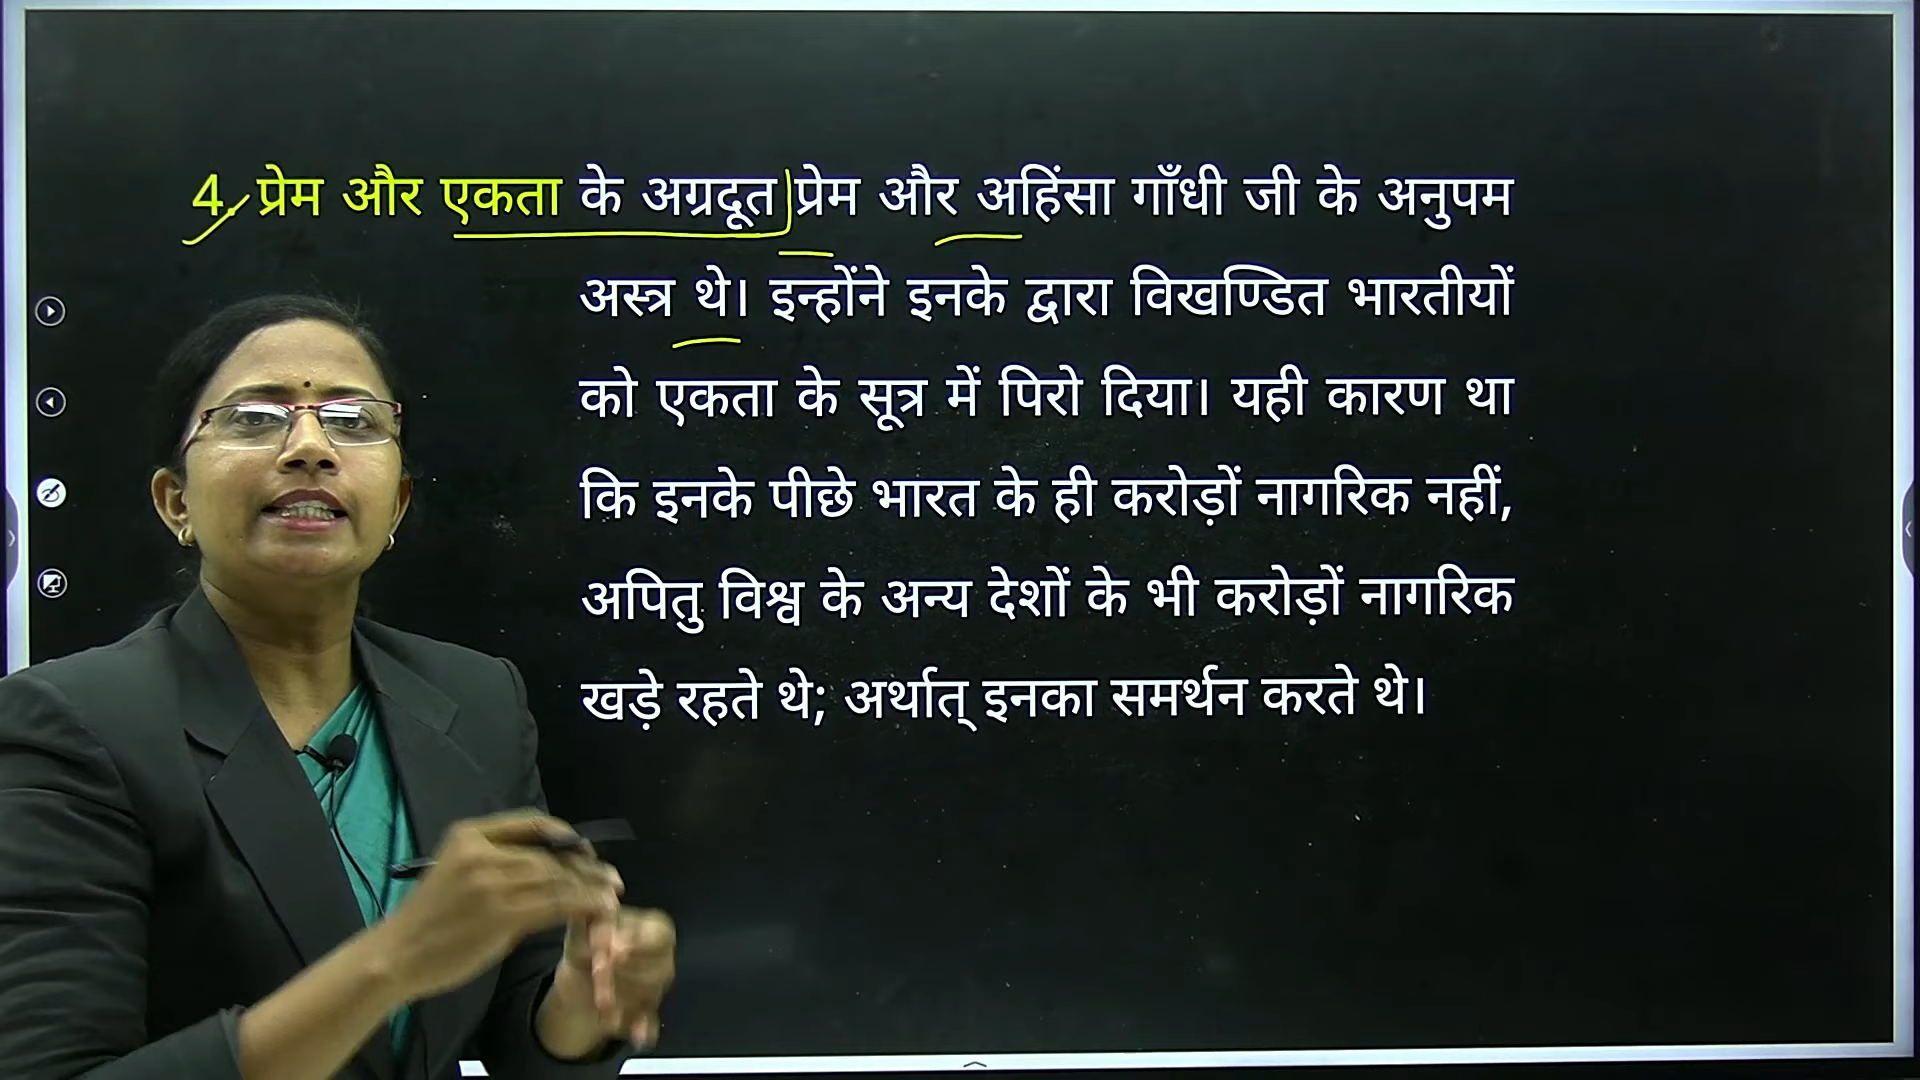 4. प्रेम और एकता के अग्रदूत प्रेम और अहिंसा गाँधी जी के अनुपम
अस्त्र थे। इन्होंने इनके द्वारा विखण्डित भारतीयों
को एकता के सूत्र में पिरो दिया। यही कारण था
कि इनके पीछे भारत के ही करोड़ों नागरिक नहीं,
अपितु विश्व के अन्य देशों के भी करोड़ों नागरिक
खड़े रहते थे; अर्थात् इनका समर्थन करते थे।